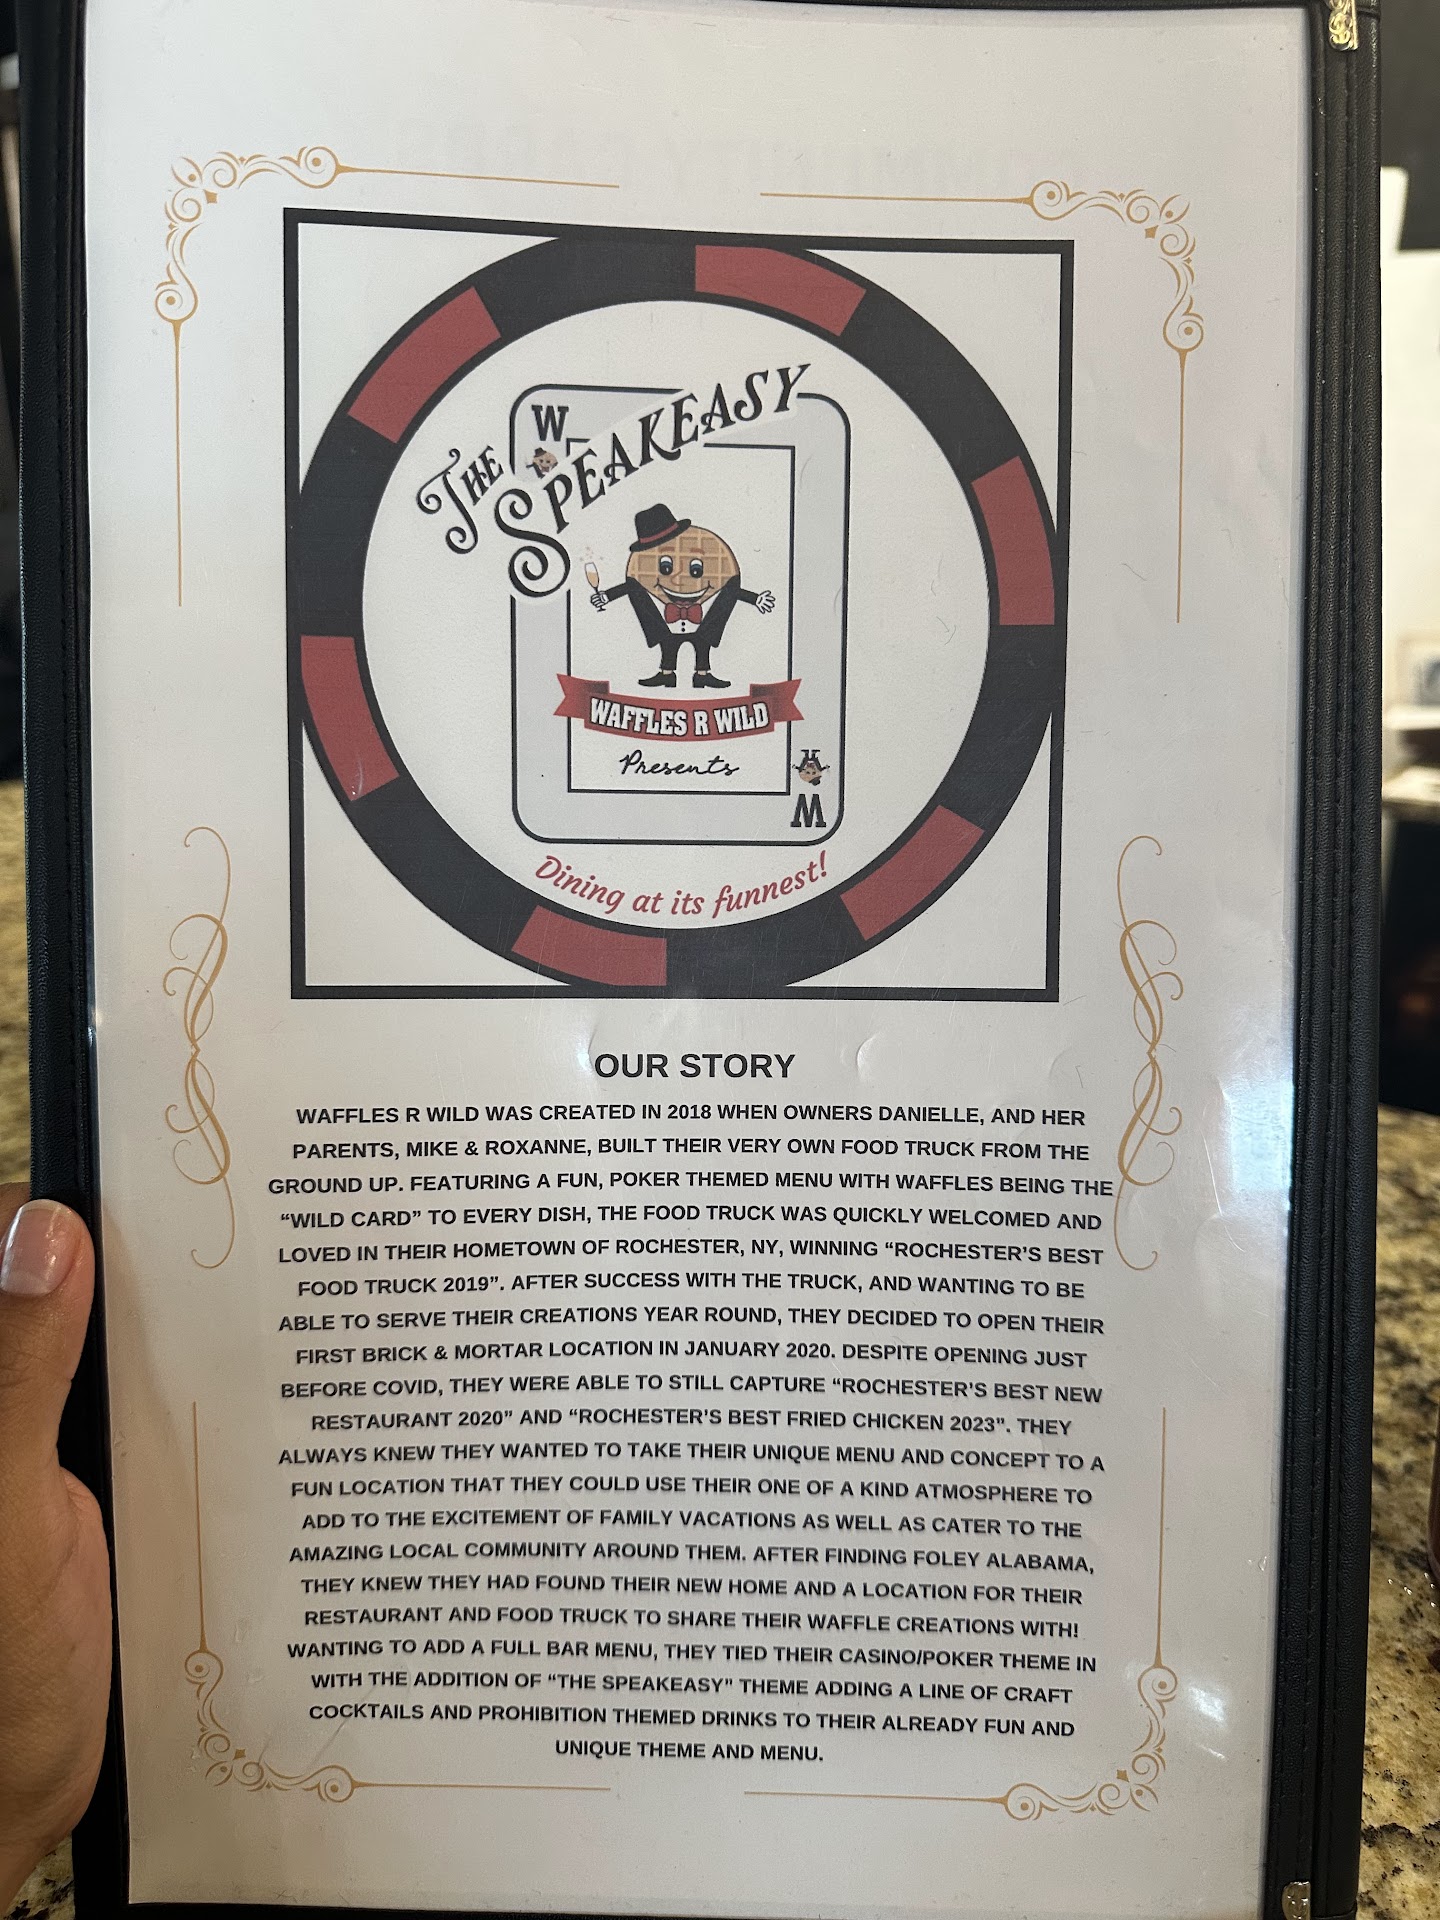 W
THE SPEAKEASY
WAFFLES R WILD
Presents
W
Dining at its funnest!
OUR STORY
WAFFLES R WILD WAS CREATED IN 2018 WHEN OWNERS DANIELLE, AND HER
PARENTS, MIKE & ROXANNE, BUILT THEIR VERY OWN FOOD TRUCK FROM THE
GROUND UP. FEATURING A FUN, POKER THEMED MENU WITH WAFFLES BEING THE
“WILD CARD” TO EVERY DISH, THE FOOD TRUCK WAS QUICKLY WELCOMED AND
LOVED IN THEIR HOMETOWN OF ROCHESTER, NY, WINNING “ROCHESTER’S BEST
FOOD TRUCK 2019”. AFTER SUCCESS WITH THE TRUCK, AND WANTING TO BE
ABLE TO SERVE THEIR CREATIONS YEAR ROUND, THEY DECIDED TO OPEN THEIR
FIRST BRICK & MORTAR LOCATION IN JANUARY 2020. DESPITE OPENING JUST
BEFORE COVID, THEY WERE ABLE TO STILL CAPTURE “ROCHESTER’S BEST NEW
RESTAURANT 2020” AND “ROCHESTER’S BEST FRIED CHICKEN 2023”. THEY
ALWAYS KNEW THEY WANTED TO TAKE THEIR UNIQUE MENU AND CONCEPT TO A
FUN LOCATION THAT THEY COULD USE THEIR ONE OF A KIND ATMOSPHERE TO
ADD TO THE EXCITEMENT OF FAMILY VACATIONS AS WELL AS CATER TO THE
AMAZING LOCAL COMMUNITY AROUND THEM. AFTER FINDING FOLEY ALABAMA,
THEY KNEW THEY HAD FOUND THEIR NEW HOME AND A LOCATION FOR THEIR
RESTAURANT AND FOOD TRUCK TO SHARE THEIR WAFFLE CREATIONS WITH!
WANTING TO ADD A FULL BAR MENU, THEY TIED THEIR CASINO/POKER THEME IN
WITH THE ADDITION OF “THE SPEAKEASY” THEME ADDING A LINE OF CRAFT
COCKTAILS AND PROHIBITION THEMED DRINKS TO THEIR ALREADY FUN AND
UNIQUE THEME AND MENU.